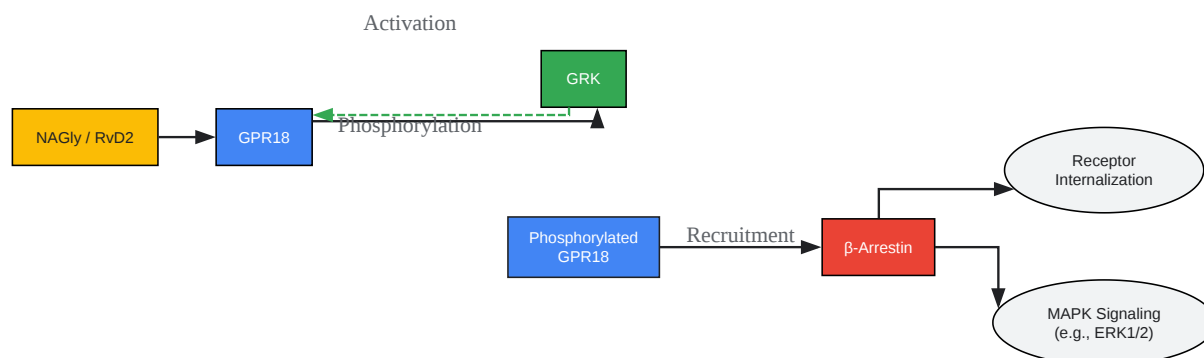 Activation
GRK
NAGly / RvD2
GPR18
Phosphorylation
Receptor
Internalization
Phosphorylated
GPR18
Recruitment
β-Arrestin
MAPK Signaling
(e.g., ERK1/2)